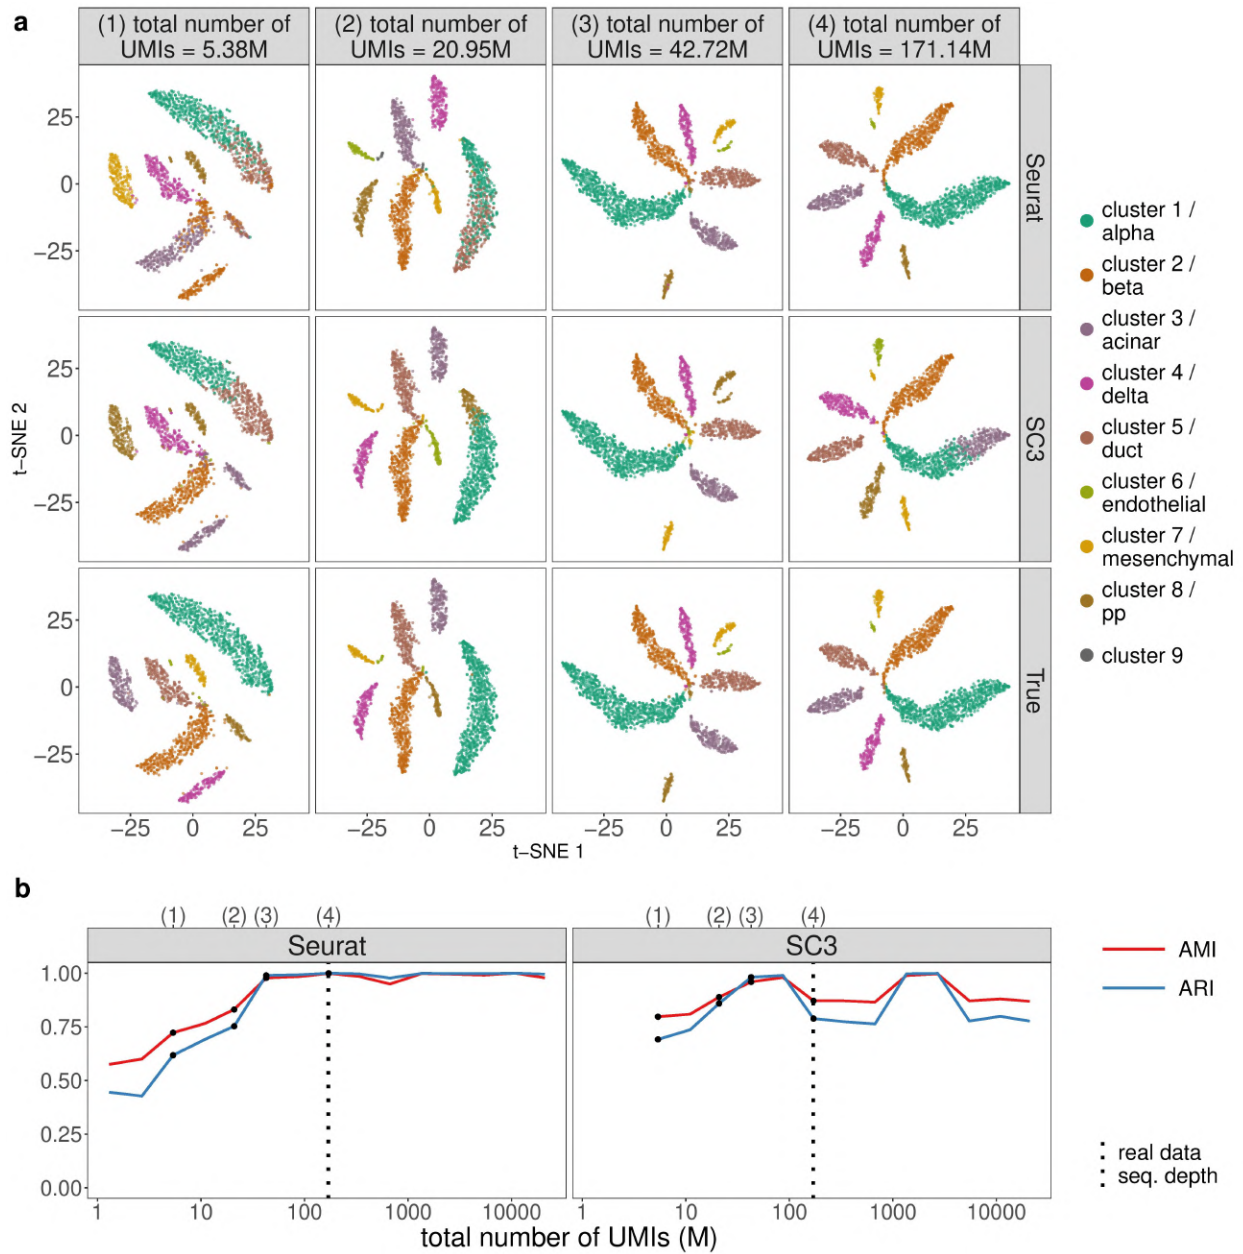 a
(1) total number of
UMIs = 5.38M
(2) total number of
UMIs = 20.95M
(3) total number of
UMIs = 42.72M
(4) total number of
UMIs = 171.14M
25
0
−25
Seurat
25
0
−25
SC3
25
0
−25
True
t−SNE 2
−25 0 25
−25 0 25
−25 0 25
−25 0 25
t−SNE 1
cluster 1 /
alpha
cluster 2 /
beta
cluster 3 /
acinar
cluster 4 /
delta
cluster 5 /
duct
cluster 6 /
endothelial
cluster 7 /
mesenchymal
cluster 8 /
pp
cluster 9
b
(1) (2) (3) (4)
Seurat
(1) (2) (3) (4)
SC3
1.00
0.75
0.50
0.25
0.00
1 10 100 1000 10000
1 10 100 1000 10000
total number of UMIs (M)
AMI
ARI
real data
seq. depth